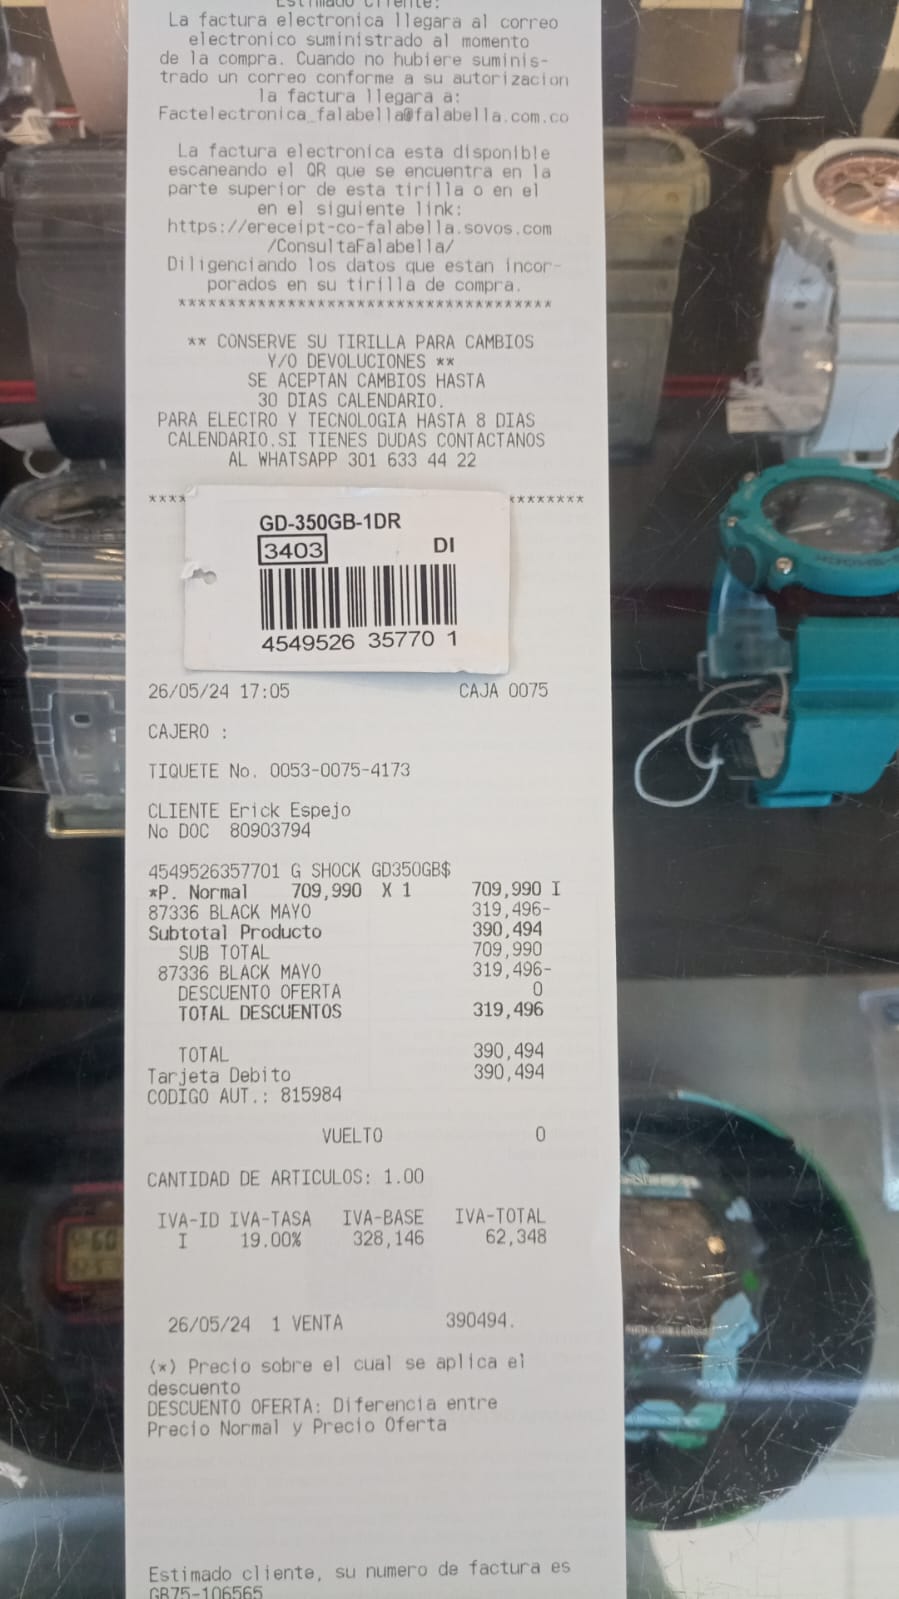 Estimado Cliente:
La factura electronica llegara al correo
electronico suministrado al momento
de la compra. Cuando no hubiere suminis-
trado un correo conforme a su autorizacion
la factura llegara a:
Factelectronica_falabella@falabella.com.co
La factura electronica esta disponible
escaneando el QR que se encuentra en la
parte superior de esta tirilla o en el
en el siguiente link:
https://ereceipt-co-falabella.sovos.com
/ConsultaFalabella/
Diligenciando los datos que estan incor-
porados en su tirilla de compra.
**************************************
** CONSERVE SU TIRILLA PARA CAMBIOS
Y/O DEVOLUCIONES **
SE ACEPTAN CAMBIOS HASTA
30 DIAS CALENDARIO.
PARA ELECTRO Y TECNOLOGIA HASTA 8 DIAS
CALENDARIO.SI TIENES DUDAS CONTACTANOS
AL WHATSAPP 301 633 44 22
**** ********
GD-350GB-1DR
3403 DI
4549526 35770 1
26/05/24 17:05 CAJA 0075
CAJERO :
TIQUETE No. 0053-0075-4173
CLIENTE Erick Espejo
No DOC 80903794
4549526357701 G SHOCK GD350GB$
*P. Normal 709,990 X 1 709,990 I
87336 BLACK MAYO 319,496-
Subtotal Producto 390,494
SUB TOTAL 709,990
87336 BLACK MAYO 319,496-
DESCUENTO OFERTA 0
TOTAL DESCUENTOS 319,496
TOTAL 390,494
Tarjeta Debito 390,494
CODIGO AUT.: 815984
VUELTO 0
CANTIDAD DE ARTICULOS: 1.00
IVA-ID IVA-TASA IVA-BASE IVA-TOTAL
I 19.00% 328,146 62,348
26/05/24 1 VENTA 390494.
(*) Precio sobre el cual se aplica el
descuento
DESCUENTO OFERTA: Diferencia entre
Precio Normal y Precio Oferta
Estimado cliente, su numero de factura es
GB75-106565